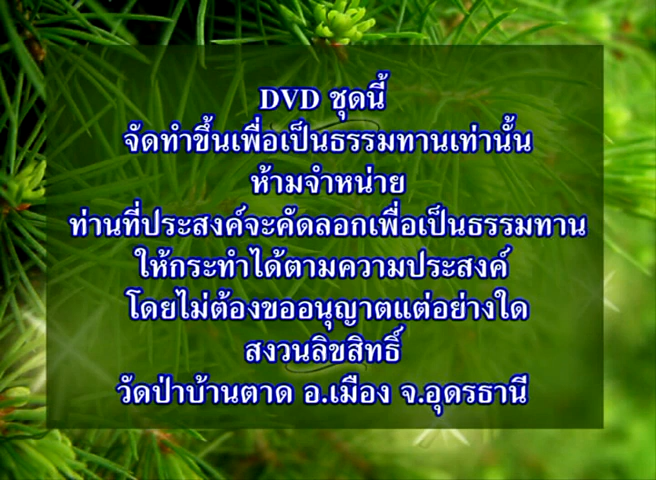 DVD ชุดนี้
จัดทำขึ้นเพื่อเป็นธรรมทานเท่านั้น
ห้ามจำหน่าย
ท่านที่ประสงค์จะคัดลอกเพื่อเป็นธรรมทาน
ให้กระทำได้ตามความประสงค์
โดยไม่ต้องขออนุญาตแต่อย่างใด
สงวนลิขสิทธิ์
วัดป่าบ้านตาด อ.เมือง จ.อุดรธานี